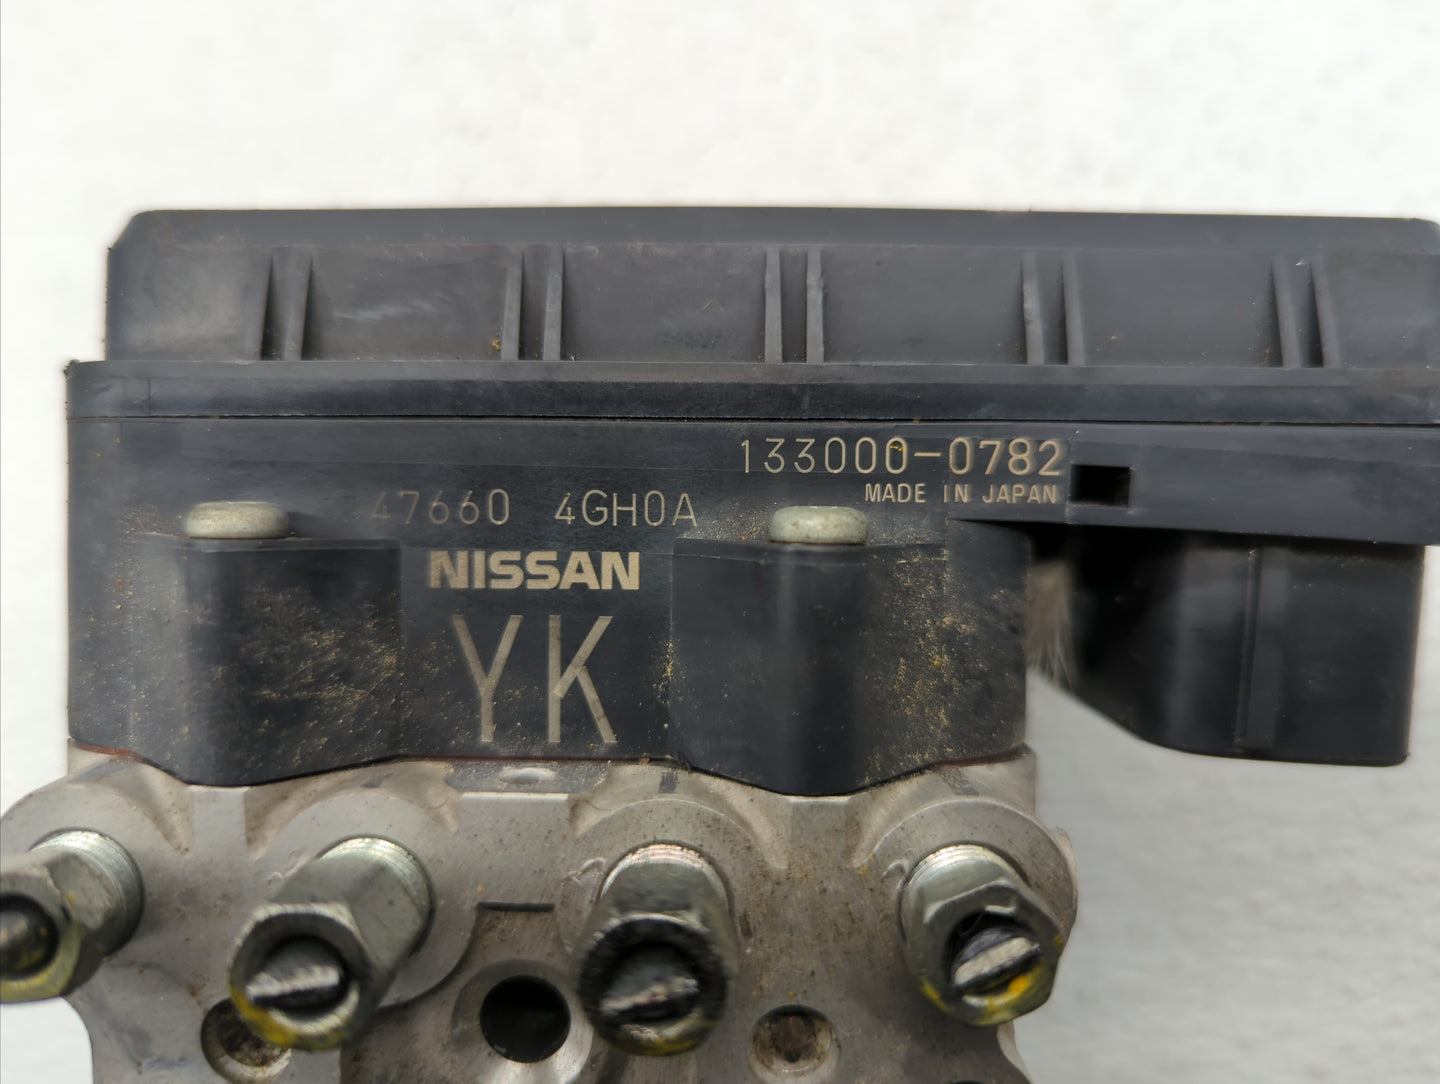 133000-0782
MADE IN JAPAN
47660 4GH0A
NISSAN
YK